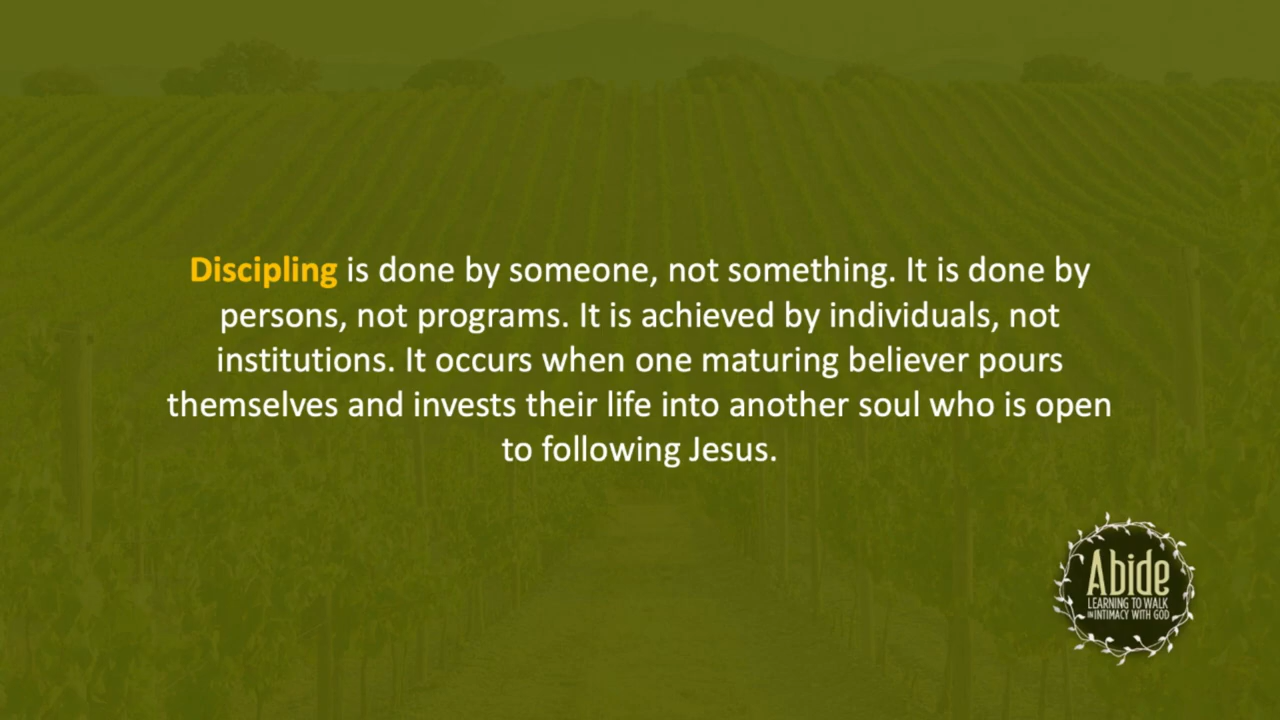 Discipling is done by someone, not something. It is done by
persons, not programs. It is achieved by individuals, not
institutions. It occurs when one maturing believer pours
themselves and invests their life into another soul who is open
to following Jesus.
Abide
LEARNING TO WALK
IN INTIMACY WITH GOD